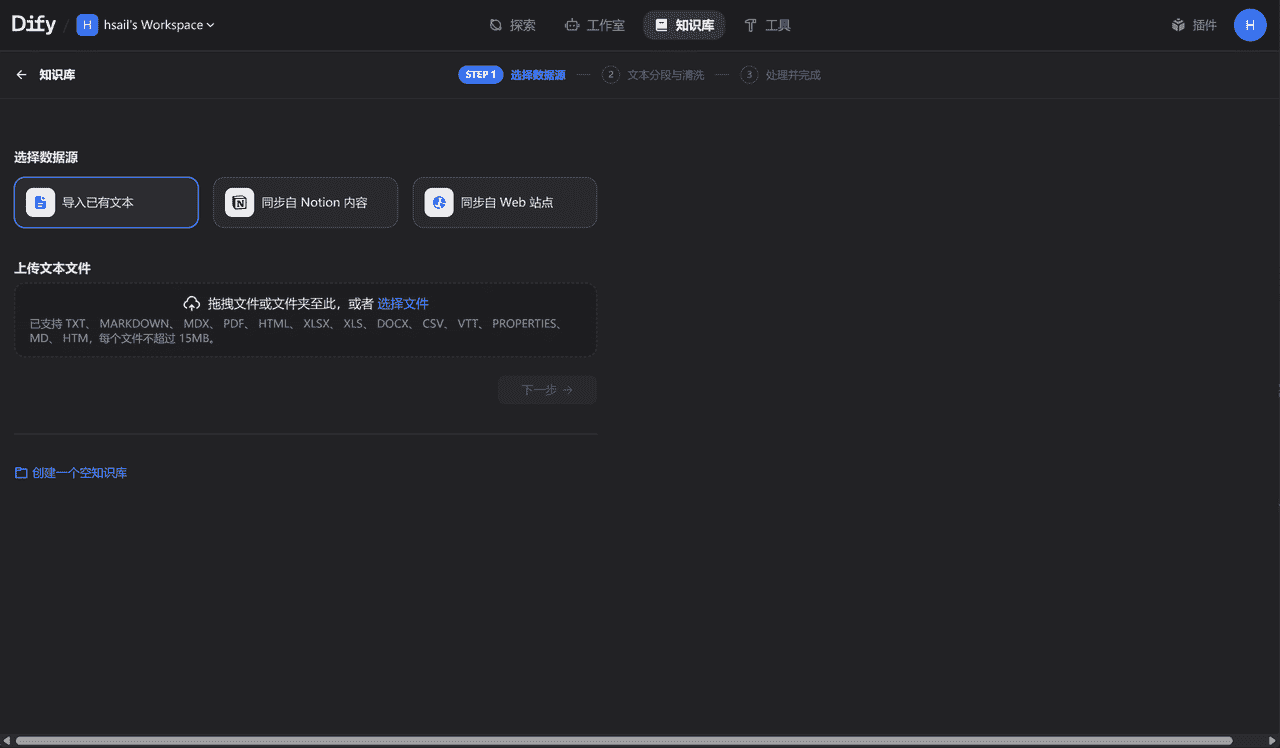 Dify / H hsail's Workspace 探索 工作室 知识库 工具 插件 H
知识库 STEP 1 选择数据源 2 文本分段与清洗 3 处理并完成
选择数据源
导入已有文本 同步自 Notion 内容 同步自 Web 站点
上传文本文件
拖拽文件或文件夹至此，或者 选择文件
已支持 TXT、 MARKDOWN、 MDX、 PDF、 HTML、 XLSX、 XLS、 DOCX、 CSV、 VTT、 PROPERTIES、
MD、 HTM，每个文件不超过 15MB。
下一步 →
创建一个空知识库